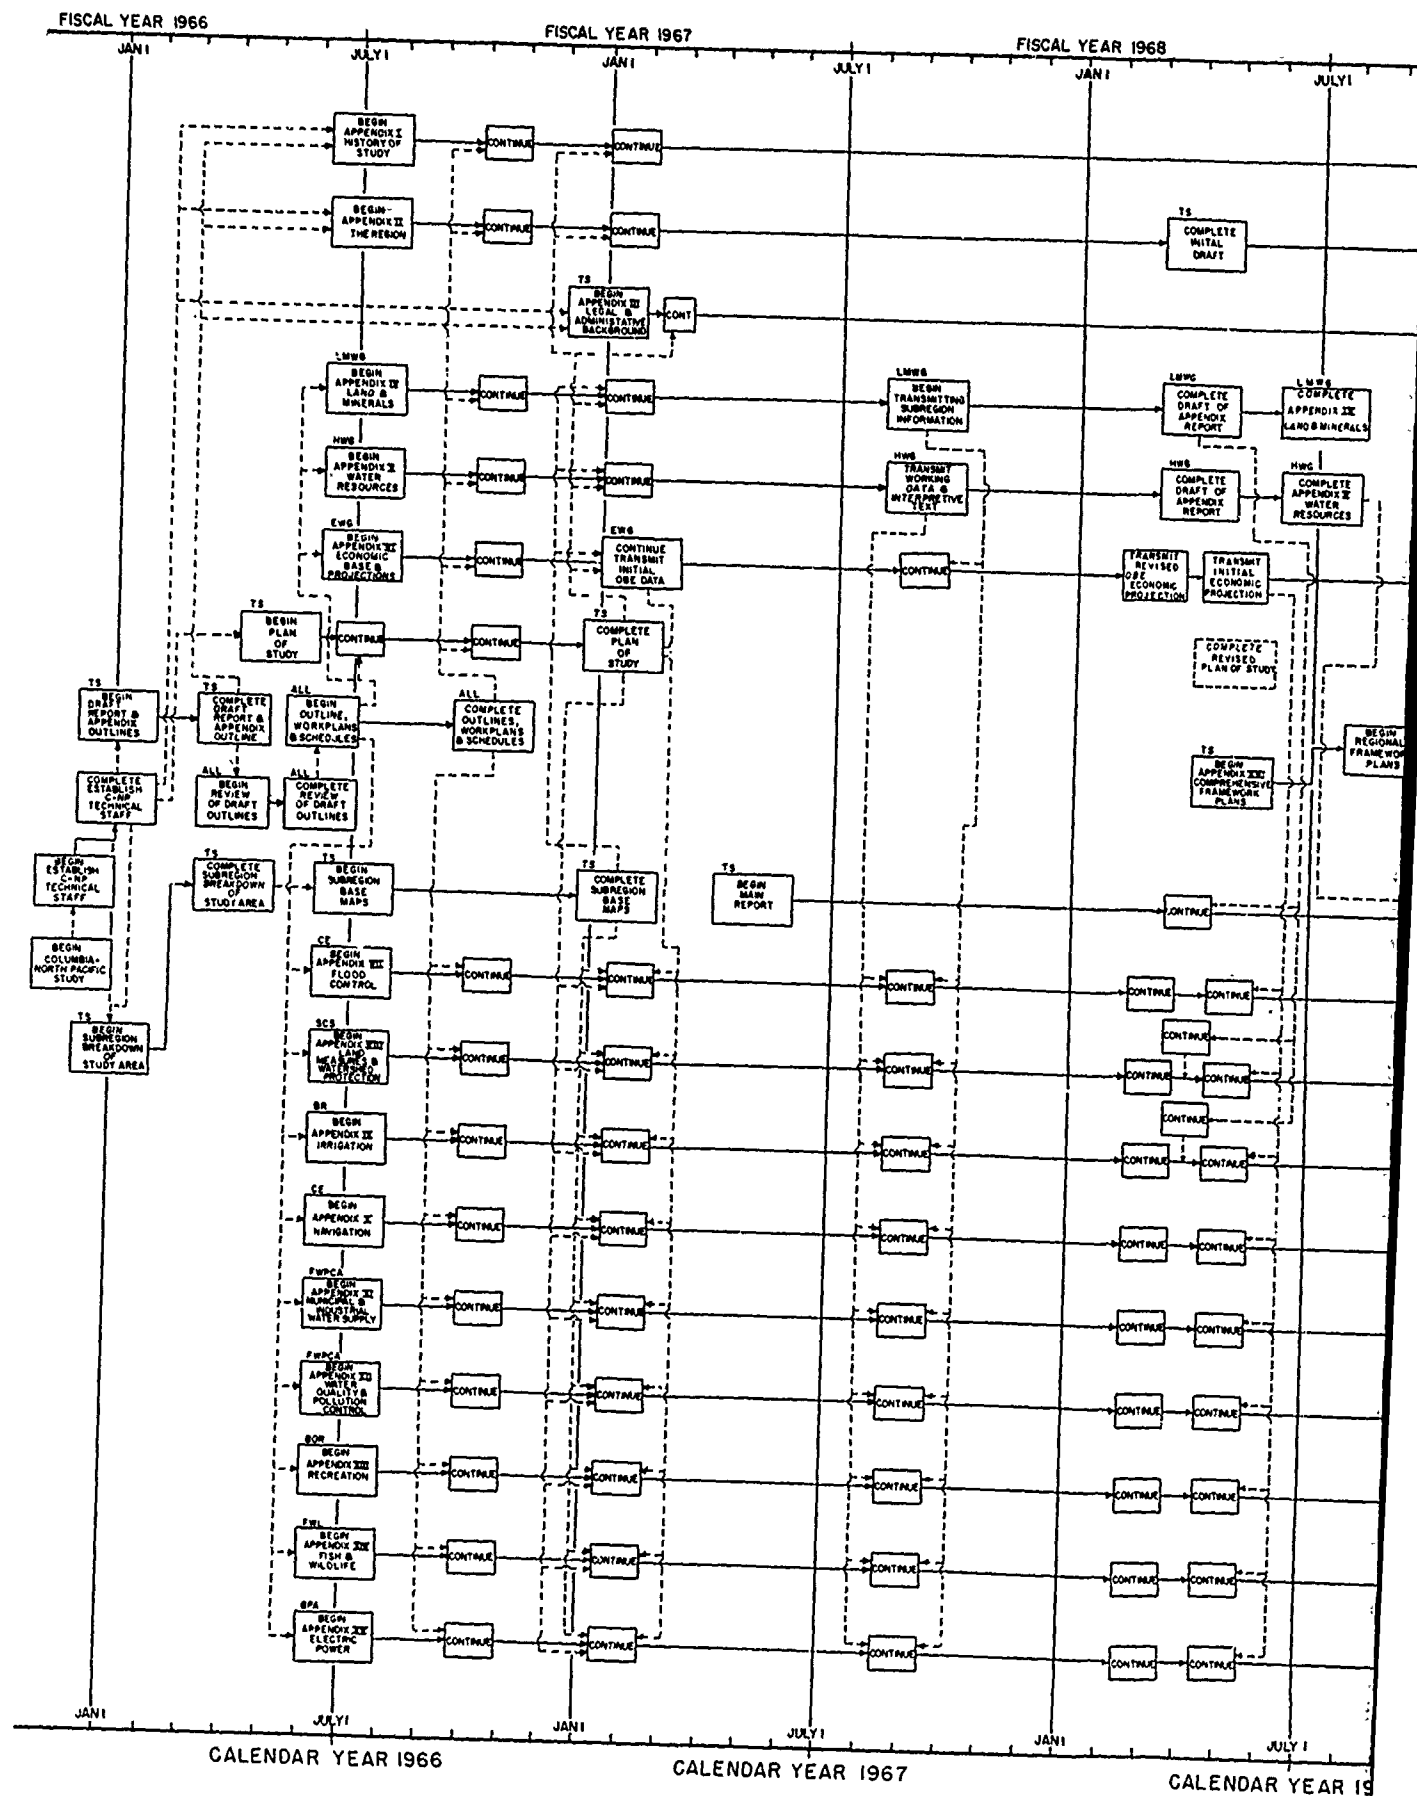 FISCAL YEAR 1966
FISCAL YEAR 1967
FISCAL YEAR 1968
JAN 1
JULY 1
JAN 1
JULY 1
JAN 1
JULY 1
BEGIN
APPENDIX I
HISTORY OF
STUDY
CONTINUE
CONTINUE
BEGIN-
APPENDIX II
THE REGION
CONTINUE
CONTINUE
TS
COMPLETE
INITAL
DRAFT
TS
BEGIN
APPENDIX III
LEGAL &
ADMINISTATIVE
BACKGROUND
CONT
LMWG
BEGIN
APPENDIX IV
LAND &
MINERALS
CONTINUE
CONTINUE
LMWG
BEGIN
TRANSMITTING
SUBREGION
INFORMATION
LMWG
COMPLETE
DRAFT OF
APPENDIX
REPORT
LMWG
COMPLETE
APPENDIX IV
LAND & MINERALS
HWG
BEGIN
APPENDIX V
WATER
RESOURCES
CONTINUE
CONTINUE
HWG
TRANSMIT
WORKING
DATA &
INTERPRETIVE
TEXT
HWG
COMPLETE
DRAFT OF
APPENDIX
REPORT
HWG
COMPLETE
APPENDIX V
WATER
RESOURCES
EWG
BEGIN
APPENDIX VI
ECONOMIC
BASE &
PROJECTIONS
CONTINUE
EWG
CONTINUE
TRANSMIT
INITIAL
OBE DATA
CONTINUE
TRANSMIT
REVISED
OBE
ECONOMIC
PROJECTION
TRANSMIT
INITIAL
ECONOMIC
PROJECTION
TS
BEGIN
PLAN
OF
STUDY
CONTINUE
CONTINUE
TS
COMPLETE
PLAN
OF
STUDY
COMPLETE
REVISED
PLAN OF STUDY
TS
BEGIN
DRAFT
REPORT &
APPENDIX
OUTLINES
TS
COMPLETE
DRAFT
REPORT &
APPENDIX
OUTLINE
ALL
BEGIN
OUTLINE,
WORKPLANS
& SCHEDULES
ALL
COMPLETE
OUTLINES,
WORKPLANS
& SCHEDULES
BEGIN
REGIONAL
FRAMEWOR
PLANS
COMPLETE
ESTABLISH
C-NP
TECHNICAL
STAFF
ALL
BEGIN
REVIEW
OF DRAFT
OUTLINES
ALL
COMPLETE
REVIEW
OF DRAFT
OUTLINES
TS
BEGIN
APPENDIX XVI
COMPREHENSIVE
FRAMEWORK
PLANS
BEGIN
ESTABLISH
C-NP
TECHNICAL
STAFF
TS
COMPLETE
SUBREGION
BREAKDOWN
OF
STUDY AREA
TS
BEGIN
SUBREGION
BASE
MAPS
TS
COMPLETE
SUBREGION
BASE
MAPS
TS
BEGIN
MAIN
REPORT
CONTINUE
BEGIN
COLUMBIA-
NORTH PACIFIC
STUDY
CE
BEGIN
APPENDIX VII
FLOOD
CONTROL
CONTINUE
CONTINUE
CONTINUE
CONTINUE
CONTINUE
TS
BEGIN
SUBREGION
BREAKDOWN
OF
STUDY AREA
SCS
BEGIN
APPENDIX VIII
LAND
MEASURES &
WATERSHED
PROTECTION
CONTINUE
CONTINUE
CONTINUE
CONTINUE
CONTINUE
CONTINUE
BR
BEGIN
APPENDIX IX
IRRIGATION
CONTINUE
CONTINUE
CONTINUE
CONTINUE
CONTINUE
CONTINUE
CE
BEGIN
APPENDIX X
NAVIGATION
CONTINUE
CONTINUE
CONTINUE
CONTINUE
CONTINUE
FWPCA
BEGIN
APPENDIX XI
MUNICIPAL &
INDUSTRIAL
WATER SUPPLY
CONTINUE
CONTINUE
CONTINUE
CONTINUE
CONTINUE
FWPCA
BEGIN
APPENDIX XII
WATER
QUALITY &
POLLUTION
CONTROL
CONTINUE
CONTINUE
CONTINUE
CONTINUE
CONTINUE
BOR
BEGIN
APPENDIX XIII
RECREATION
CONTINUE
CONTINUE
CONTINUE
CONTINUE
CONTINUE
FWL
BEGIN
APPENDIX XIV
FISH &
WILDLIFE
CONTINUE
CONTINUE
CONTINUE
CONTINUE
CONTINUE
BPA
BEGIN
APPENDIX XV
ELECTRIC
POWER
CONTINUE
CONTINUE
CONTINUE
CONTINUE
CONTINUE
JAN 1
JULY 1
JAN 1
JULY 1
JAN 1
JULY 1
CALENDAR YEAR 1966
CALENDAR YEAR 1967
CALENDAR YEAR 19